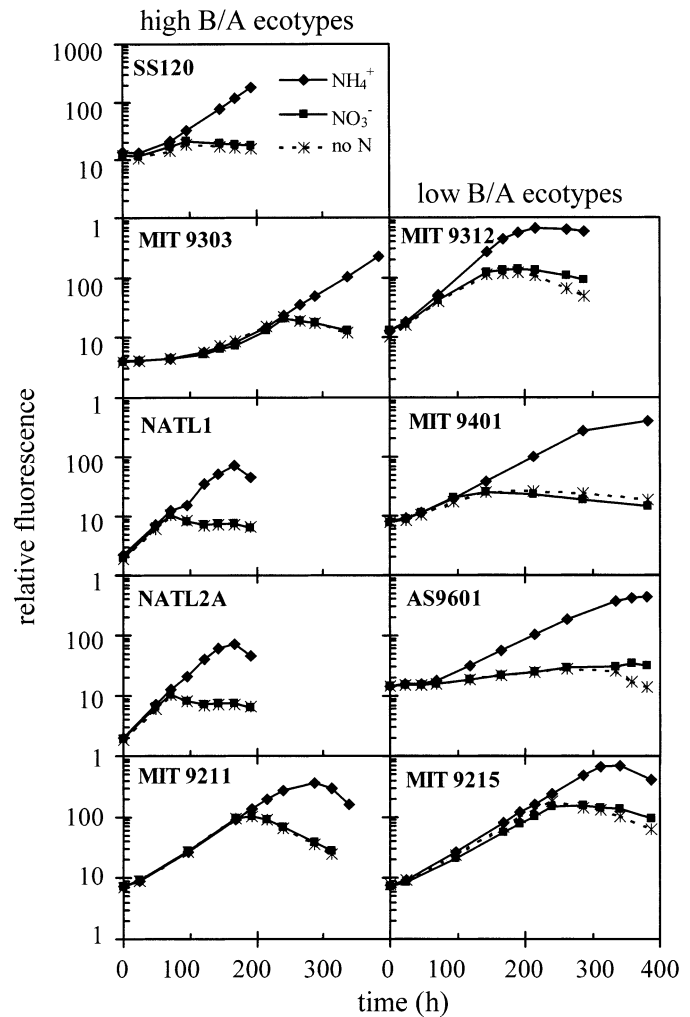 high B/A ecotypes
1000
SS120
NH₄⁺
100
NO₃⁻
no N
10
low B/A ecotypes
1
MIT 9303
MIT 9312
100
10
1
NATL1
MIT 9401
100
10
1
NATL2A
AS9601
100
10
1
MIT 9211
MIT 9215
100
10
1
0 100 200 300 0 100 200 300 400
time (h)
relative fluorescence